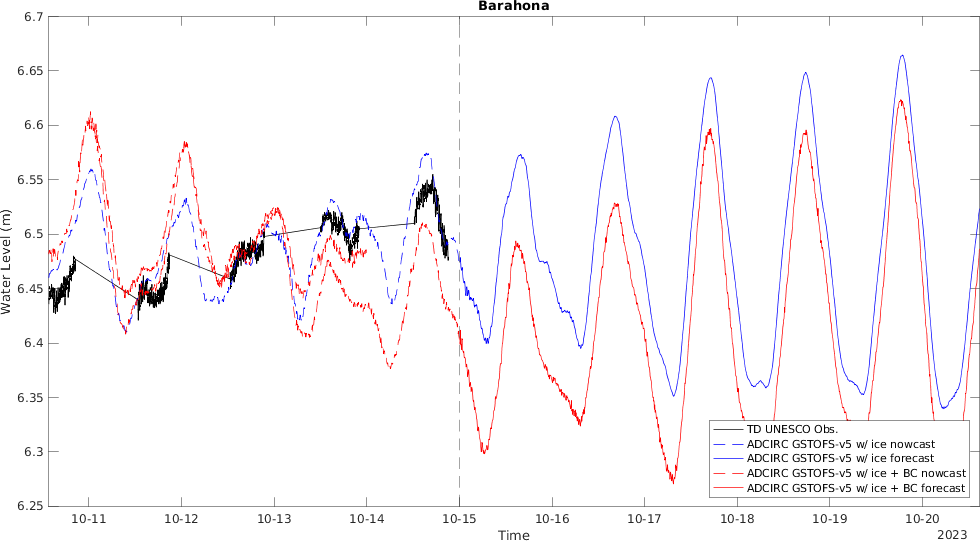 Barahona
6.7
6.65
6.6
6.55
6.5
6.45
6.4
6.35
6.3
6.25
Water Level (m)
TD UNESCO Obs.
ADCIRC GSTOFS-v5 w/ ice nowcast
ADCIRC GSTOFS-v5 w/ ice forecast
ADCIRC GSTOFS-v5 w/ ice + BC nowcast
ADCIRC GSTOFS-v5 w/ ice + BC forecast
10-11 10-12 10-13 10-14 10-15 10-16 10-17 10-18 10-19 10-20
Time
2023